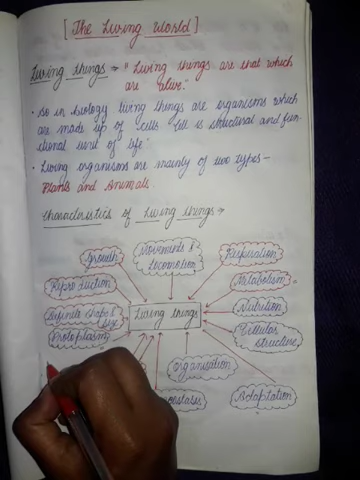 [ The Living World ]
Living things → " Living things are that which
are alive."
• So in biology living things are organisms which
are made up of cells. Cell is structural and fun-
ctional unit of life.
• Living organisms are mainly of two types -
Plants and Animals.
Characteristics of Living things →
Growth
Movements &
Locomotion
Respiration
Reproduction
Metabolism
Definite shape &
size
Living things
Nutrition
Protoplasm
Cellular
structure
Organisation
Adaptation